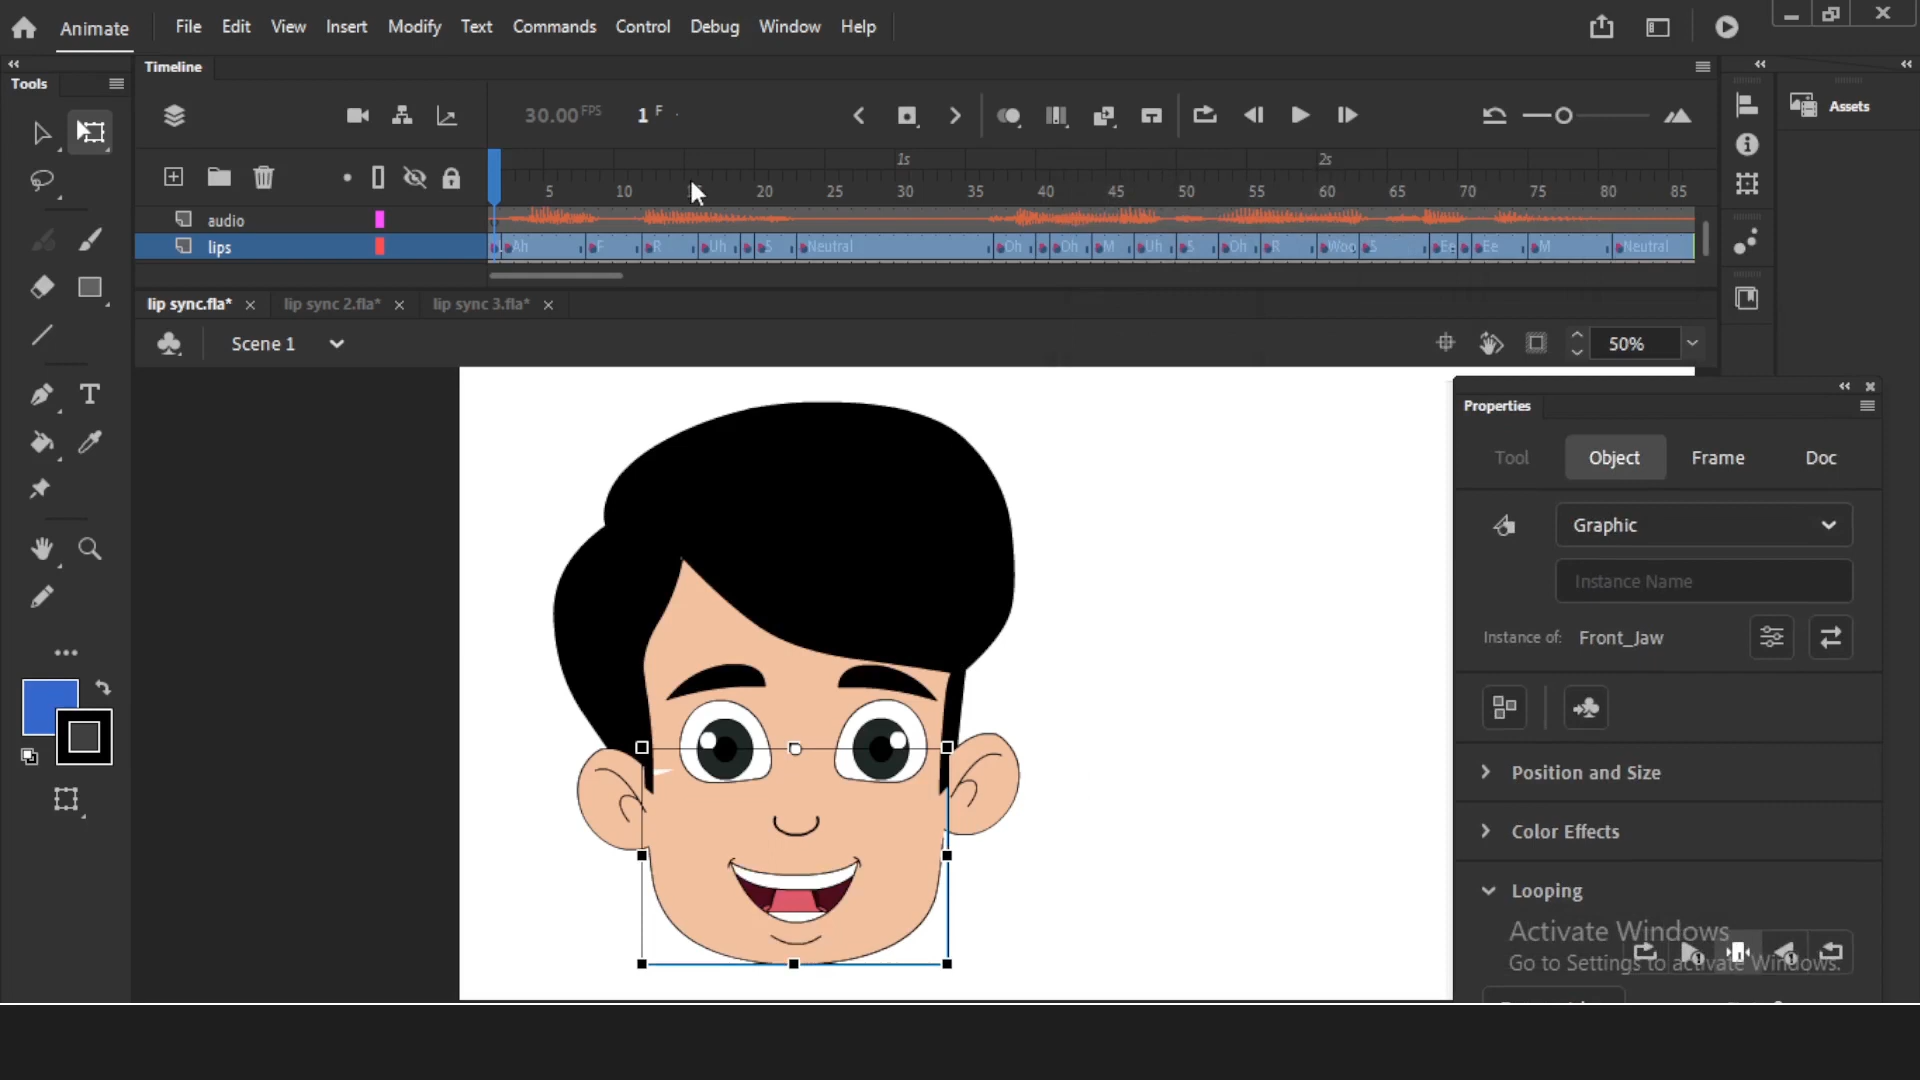 Animate File Edit View Insert Modify Text Commands Control Debug Window Help
Tools Timeline
30.00 FPS 1 F
Assets
1s 2s
5 10 20 25 30 35 40 45 50 55 60 65 70 75 80 85
audio
lips Ah F R Uh S Neutral Oh Oh M Uh S Oh R Woo S Ee Ee M Neutral
lip sync.fla* lip sync 2.fla* lip sync 3.fla*
Scene 1 50%
Properties
Tool Object Frame Doc
Graphic
Instance Name
Instance of: Front_Jaw
Position and Size
Color Effects
Looping
Activate Windows
Go to Settings to activate Windows.